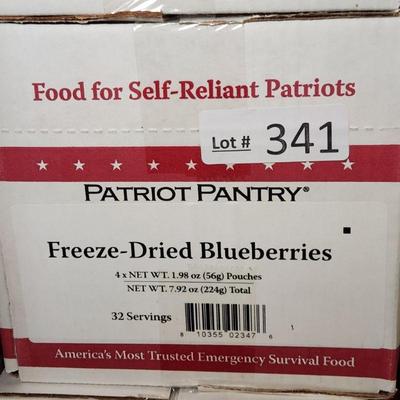 Food for Self-Reliant Patriots
Lot # 341
PATRIOT PANTRY®
Freeze-Dried Blueberries
4 x NET WT. 1.98 oz (56g) Pouches
NET WT. 7.92 oz (224g) Total
32 Servings
8 10355 02347 6
1
America's Most Trusted Emergency Survival Food